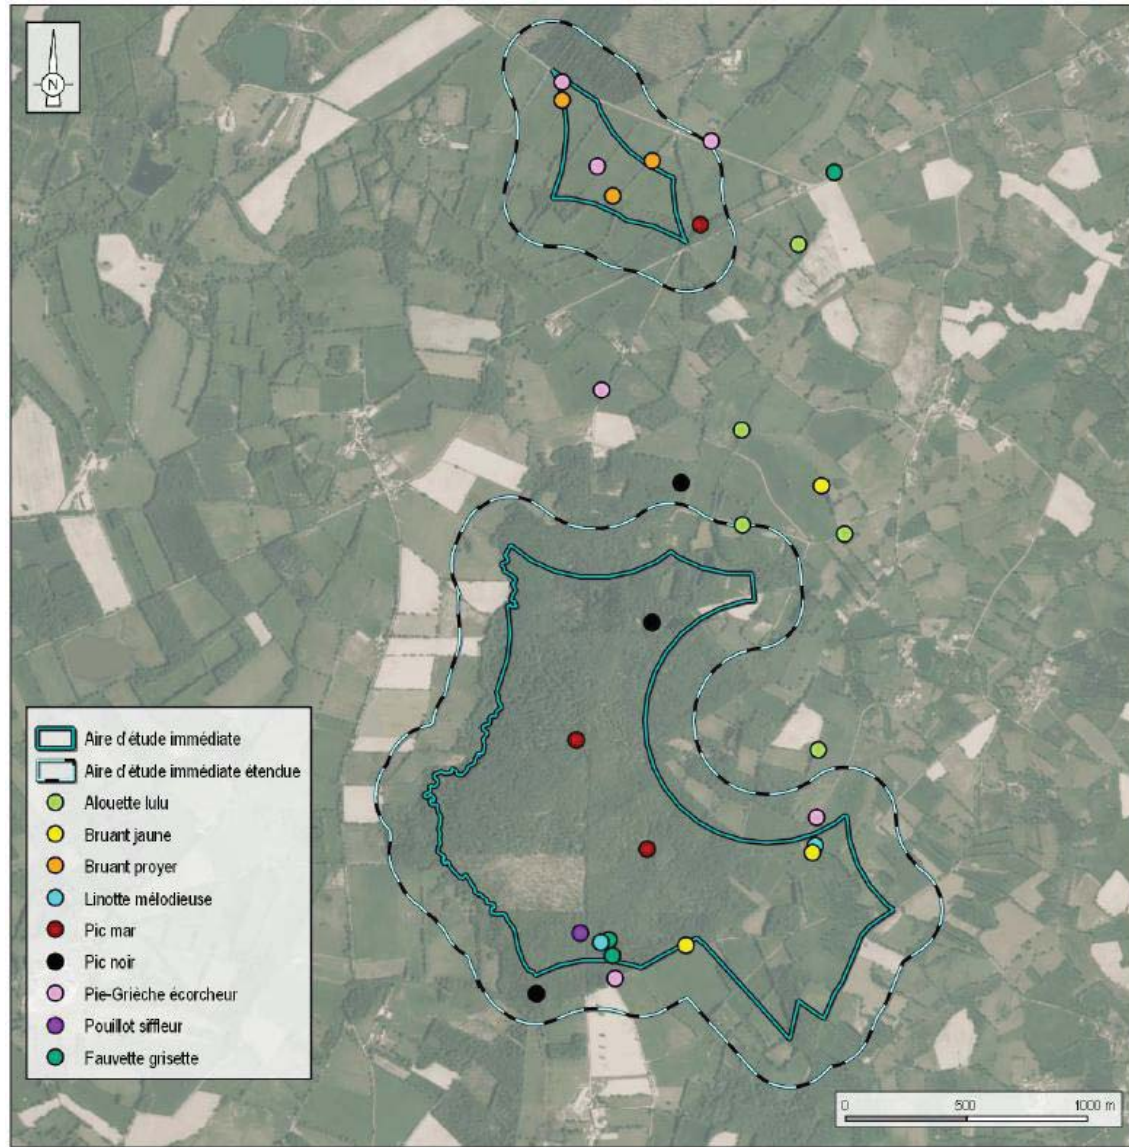 N
Aire d'étude immédiate
Aire d'étude immédiate étendue
Alouette lulu
Bruant jaune
Bruant proyer
Linotte mélodieuse
Pic mar
Pic noir
Pie-Grièche écorcheur
Pouillot siffleur
Fauvette grisette
0 500 1000 m